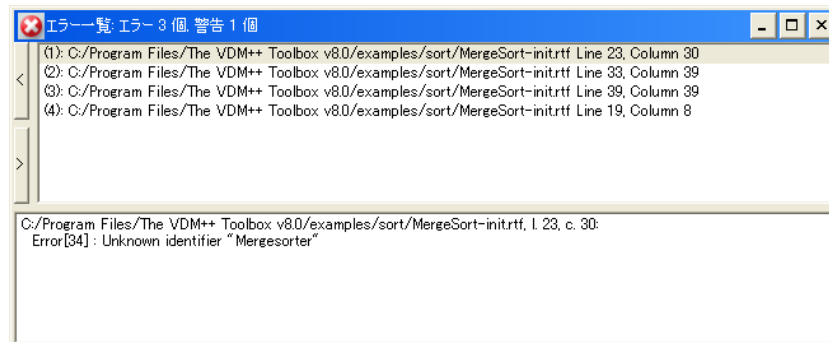 エラー一覧: エラー 3 個, 警告 1 個
(1): C:/Program Files/The VDM++ Toolbox v8.0/examples/sort/MergeSort-init.rtf Line 23, Column 30
(2): C:/Program Files/The VDM++ Toolbox v8.0/examples/sort/MergeSort-init.rtf Line 33, Column 39
(3): C:/Program Files/The VDM++ Toolbox v8.0/examples/sort/MergeSort-init.rtf Line 39, Column 39
(4): C:/Program Files/The VDM++ Toolbox v8.0/examples/sort/MergeSort-init.rtf Line 19, Column 8
<
>
C:/Program Files/The VDM++ Toolbox v8.0/examples/sort/MergeSort-init.rtf, l. 23, c. 30:
Error[34] : Unknown identifier "Mergesorter"